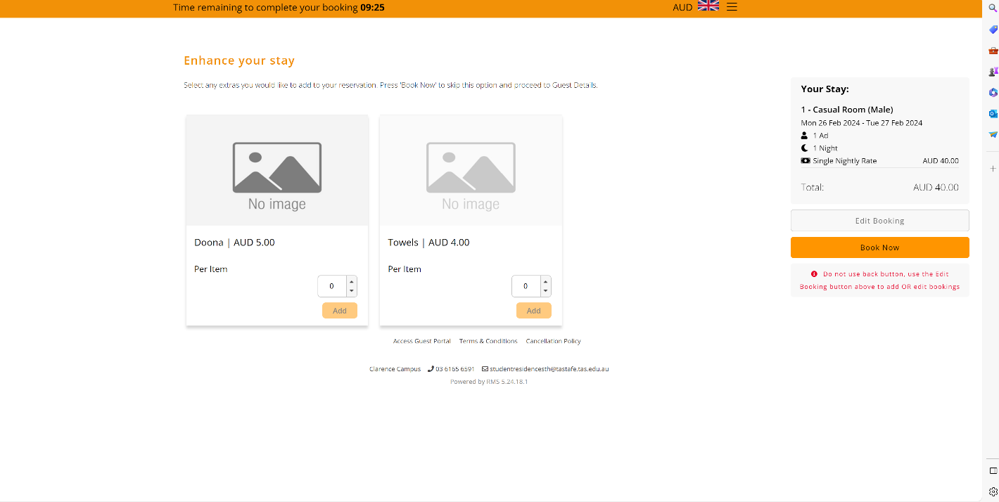 Time remaining to complete your booking 09:25
AUD
Enhance your stay
Select any extras you would like to add to your reservation. Press 'Book Now' to skip this option and proceed to Guest Details.
No image
Doona | AUD 5.00
Per Item
0
Add
No image
Towels | AUD 4.00
Per Item
0
Add
Your Stay:
1 - Casual Room (Male)
Mon 26 Feb 2024 - Tue 27 Feb 2024
1 Ad
1 Night
Single Nightly Rate AUD 40.00
Total: AUD 40.00
Edit Booking
Book Now
Do not use back button, use the Edit
Booking button above to add OR edit bookings
Access Guest Portal Terms & Conditions Cancellation Policy
Clarence Campus 03 6165 6591 studentresidencesth@tastafe.tas.edu.au
Powered by RMS 5.24.18.1